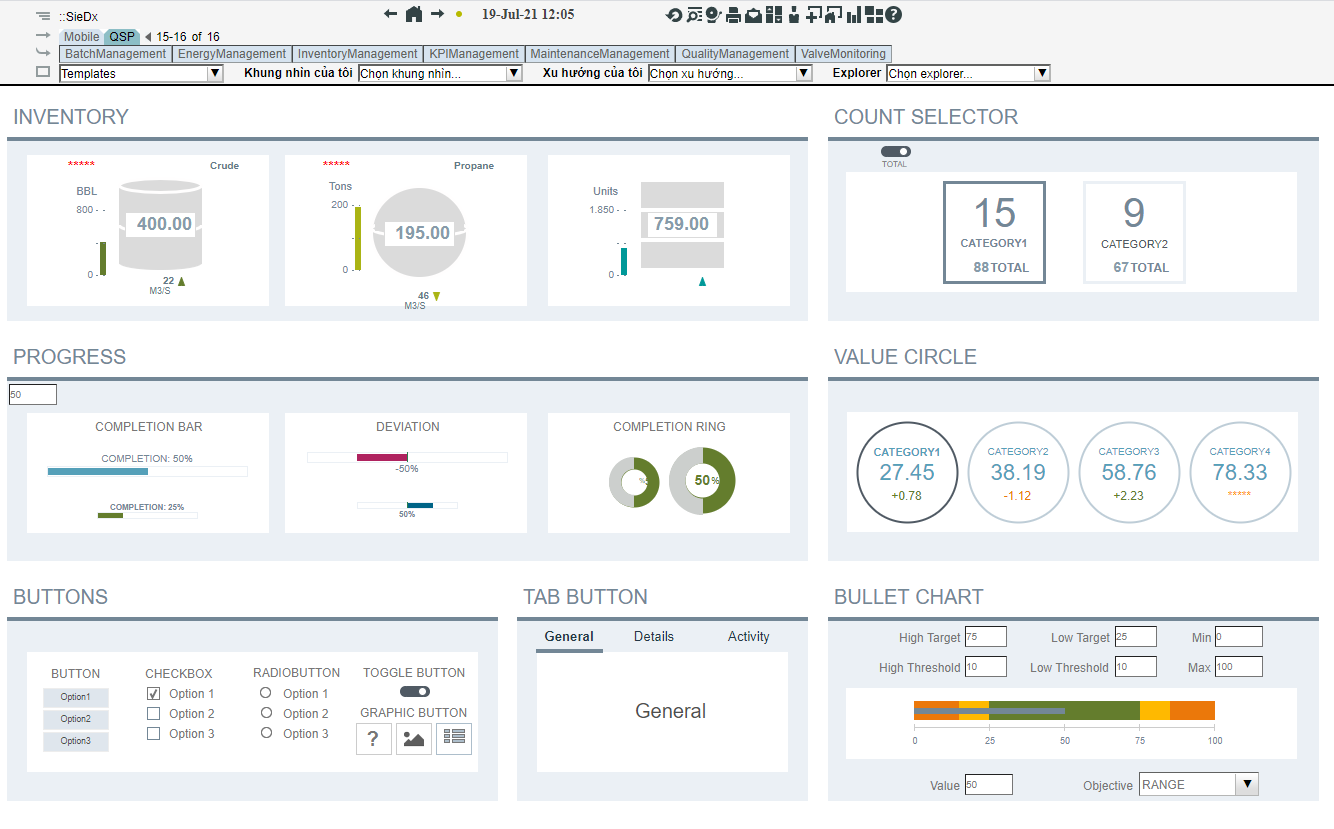 ::SieDx
19-Jul-21 12:05
Mobile QSP 15-16 of 16
BatchManagement EnergyManagement InventoryManagement KPIManagement MaintenanceManagement QualityManagement ValveMonitoring
Templates Khung nhìn của tôi Chọn khung nhìn... Xu hướng của tôi Chọn xu hướng... Explorer Chọn explorer...
INVENTORY
***** Crude
BBL
800 - -
400.00
0 - -
22
M3/S
***** Propane
Tons
200 - -
195.00
0 - -
46
M3/S
Units
1.850 - -
759.00
0 - -
COUNT SELECTOR
TOTAL
15
CATEGORY1
88 TOTAL
9
CATEGORY2
67 TOTAL
PROGRESS
50
COMPLETION BAR
COMPLETION: 50%
COMPLETION: 25%
DEVIATION
-50%
50%
COMPLETION RING
50%
VALUE CIRCLE
CATEGORY1
27.45
+0.78
CATEGORY2
38.19
-1.12
CATEGORY3
58.76
+2.23
CATEGORY4
78.33
*****
BUTTONS
BUTTON
Option1
Option2
Option3
CHECKBOX
Option 1
Option 2
Option 3
RADIOBUTTON
Option 1
Option 2
Option 3
TOGGLE BUTTON
GRAPHIC BUTTON
?
TAB BUTTON
General Details Activity
General
BULLET CHART
High Target 75 Low Target 25 Min 0
High Threshold 10 Low Threshold 10 Max 100
0 25 50 75 100
Value 50 Objective RANGE